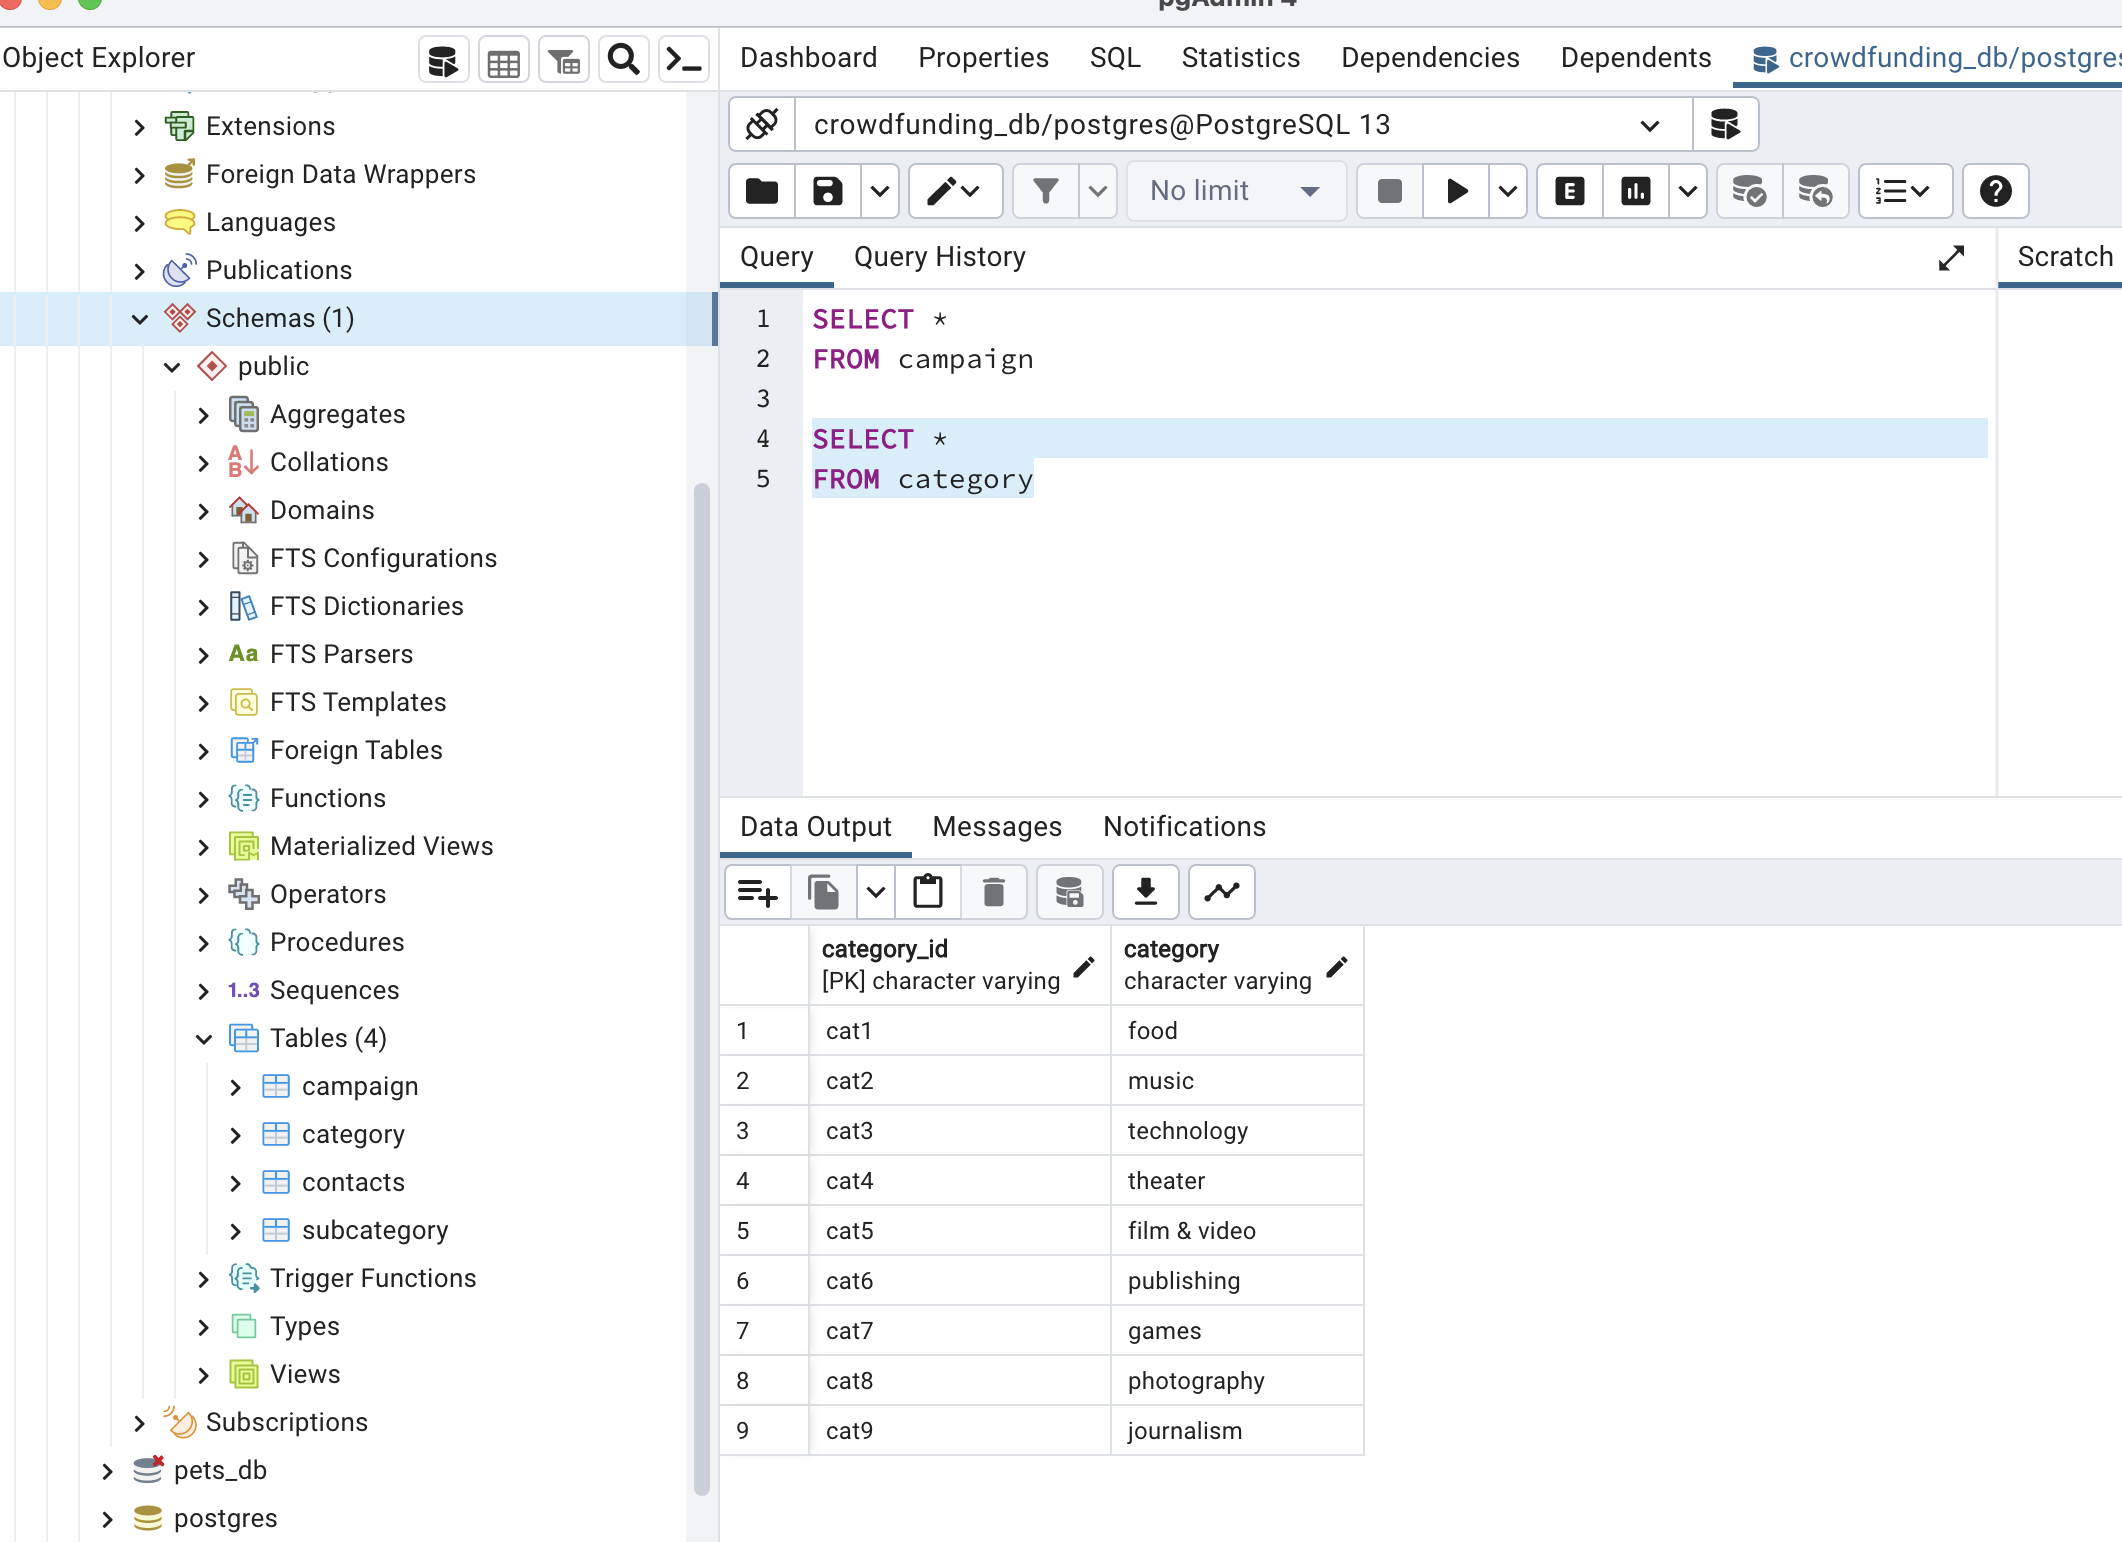 pgAdmin 4
Object Explorer
Dashboard Properties SQL Statistics Dependencies Dependents crowdfunding_db/postgres
Extensions
Foreign Data Wrappers
Languages
Publications
Schemas (1)
public
Aggregates
Collations
Domains
FTS Configurations
FTS Dictionaries
Aa FTS Parsers
FTS Templates
Foreign Tables
Functions
Materialized Views
Operators
Procedures
1..3 Sequences
Tables (4)
campaign
category
contacts
subcategory
Trigger Functions
Types
Views
Subscriptions
pets_db
postgres
crowdfunding_db/postgres@PostgreSQL 13
No limit
E
Query Query History
Scratch
1 SELECT *
2 FROM campaign
3
4 SELECT *
5 FROM category
Data Output Messages Notifications
category_id category
[PK] character varying character varying
1 cat1 food
2 cat2 music
3 cat3 technology
4 cat4 theater
5 cat5 film & video
6 cat6 publishing
7 cat7 games
8 cat8 photography
9 cat9 journalism